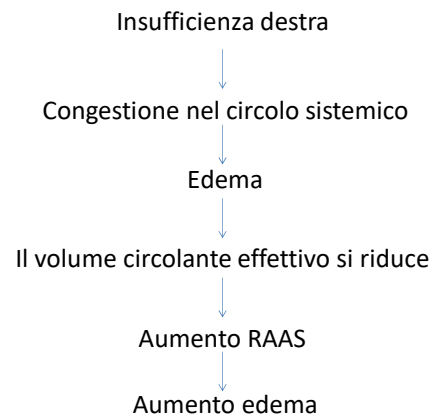 Insufficienza destra
Congestione nel circolo sistemico
Edema
Il volume circolante effettivo si riduce
Aumento RAAS
Aumento edema